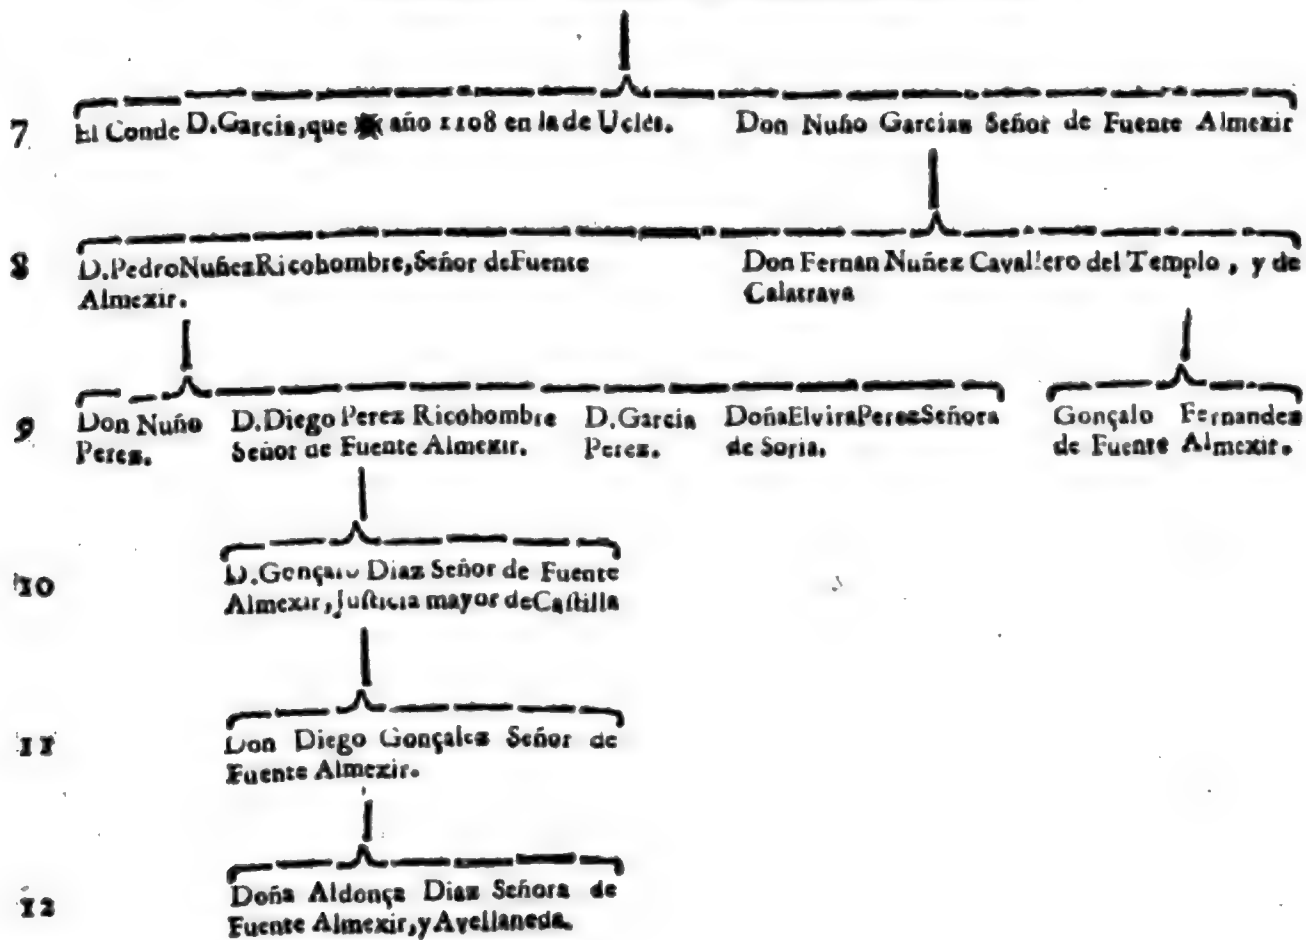 7 El Conde D.Garcia,que ✠ año 1108 en la de Uclés. Don Nuño Garcias Señor de Fuente Almexir
8 D.PedroNuñezRicohombre,Señor deFuente
Almexir.
Don Fernan Nuñez Cavallero del Templo , y de
Calatrava
9 Don Nuño
Perez.
D.Diego Perez Ricohombre
Señor de Fuente Almexir.
D.Garcia
Perez.
DoñaElviraPerezSeñora
de Soria.
Gonçalo Fernandez
de Fuente Almexir.
10 D.Gonçalo Diaz Señor de Fuente
Almexir, Justicia mayor deCastilla
11 Don Diego Gonçalez Señor de
Fuente Almexir.
12 Doña Aldonça Diaz Señora de
Fuente Almexir,y Avellaneda.